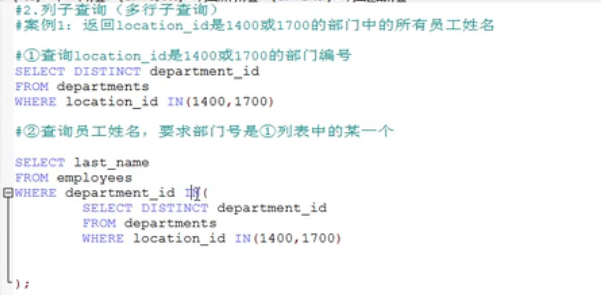 #2.列子查询（多行子查询）
#案例1：返回location_id是1400或1700的部门中的所有员工姓名
#①查询location_id是1400或1700的部门编号
SELECT DISTINCT department_id
FROM departments
WHERE location_id IN(1400,1700)
#②查询员工姓名，要求部门号是①列表中的某一个
SELECT last_name
FROM employees
WHERE department_id IN(
SELECT DISTINCT department_id
FROM departments
WHERE location_id IN(1400,1700)
);